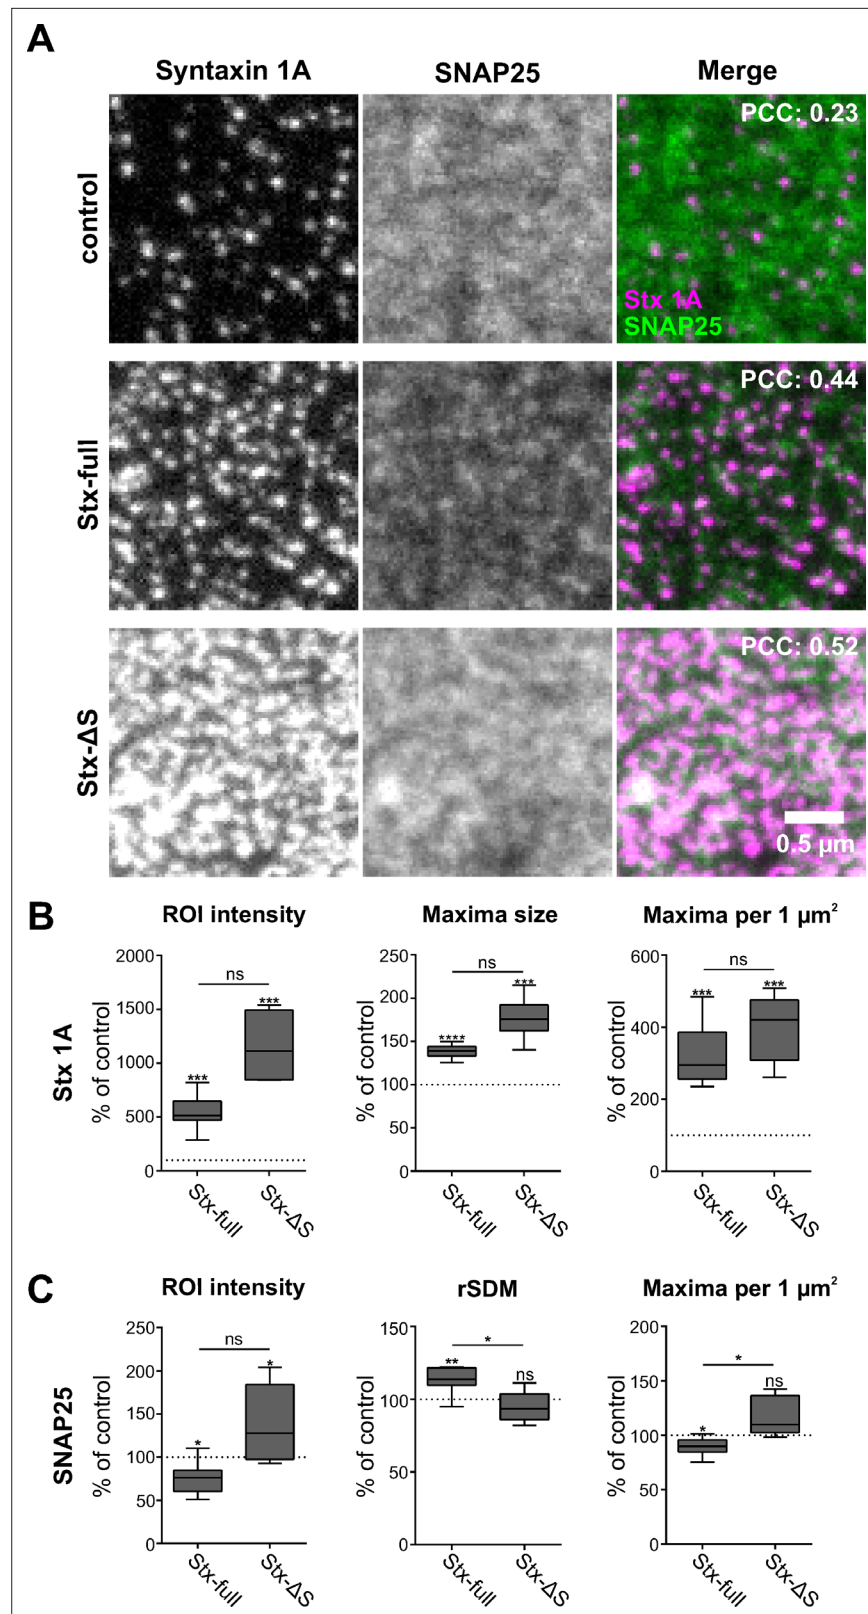 A
Syntaxin 1A SNAP25 Merge
control
PCC: 0.23
Stx 1A
SNAP25
Stx-full
PCC: 0.44
Stx-ΔS
PCC: 0.52
0.5 µm
B
ROI intensity Maxima size Maxima per 1 µm²
Stx 1A
% of control
2000
1500
1000
500
0
ns
***
***
Stx-full
Stx-ΔS
% of control
250
200
150
100
50
0
ns
****
***
Stx-full
Stx-ΔS
% of control
600
400
200
0
ns
***
***
Stx-full
Stx-ΔS
C
ROI intensity rSDM Maxima per 1 µm²
SNAP25
% of control
250
200
150
100
50
0
ns
*
*
Stx-full
Stx-ΔS
% of control
150
100
50
0
*
**
ns
Stx-full
Stx-ΔS
% of control
200
150
100
50
0
*
*
ns
Stx-full
Stx-ΔS